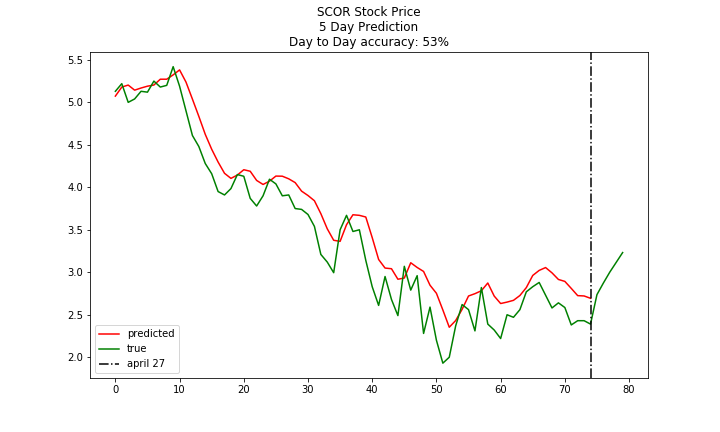 SCOR Stock Price
5 Day Prediction
Day to Day accuracy: 53%
5.5
5.0
4.5
4.0
3.5
3.0
2.5
2.0
predicted
true
april 27
0 10 20 30 40 50 60 70 80